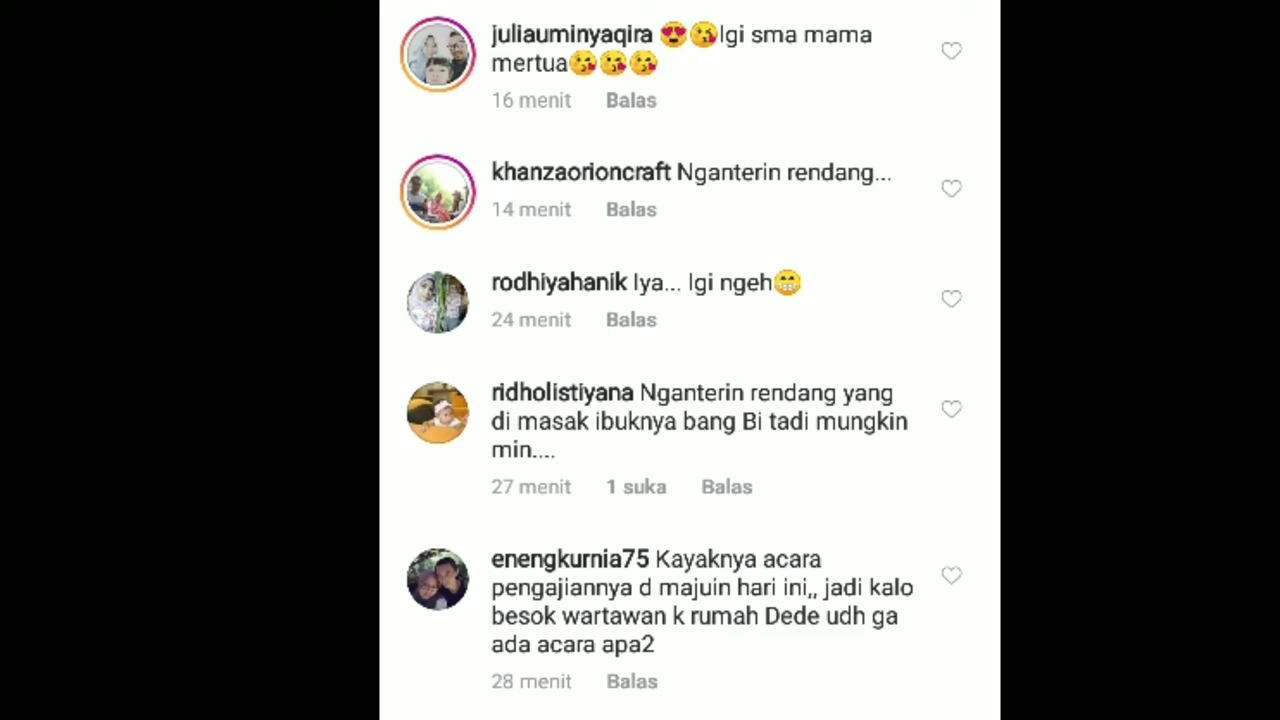 juliauminyaqira 😍😘lgi sma mama
mertua😘😘😘
16 menit Balas
khanzaorioncraft Nganterin rendang...
14 menit Balas
rodhiyahanik Iya... lgi ngeh😁
24 menit Balas
ridholistiyana Nganterin rendang yang
di masak ibuknya bang Bi tadi mungkin
min....
27 menit 1 suka Balas
enengkurnia75 Kayaknya acara
pengajiannya d majuin hari ini,, jadi kalo
besok wartawan k rumah Dede udh ga
ada acara apa2
28 menit Balas